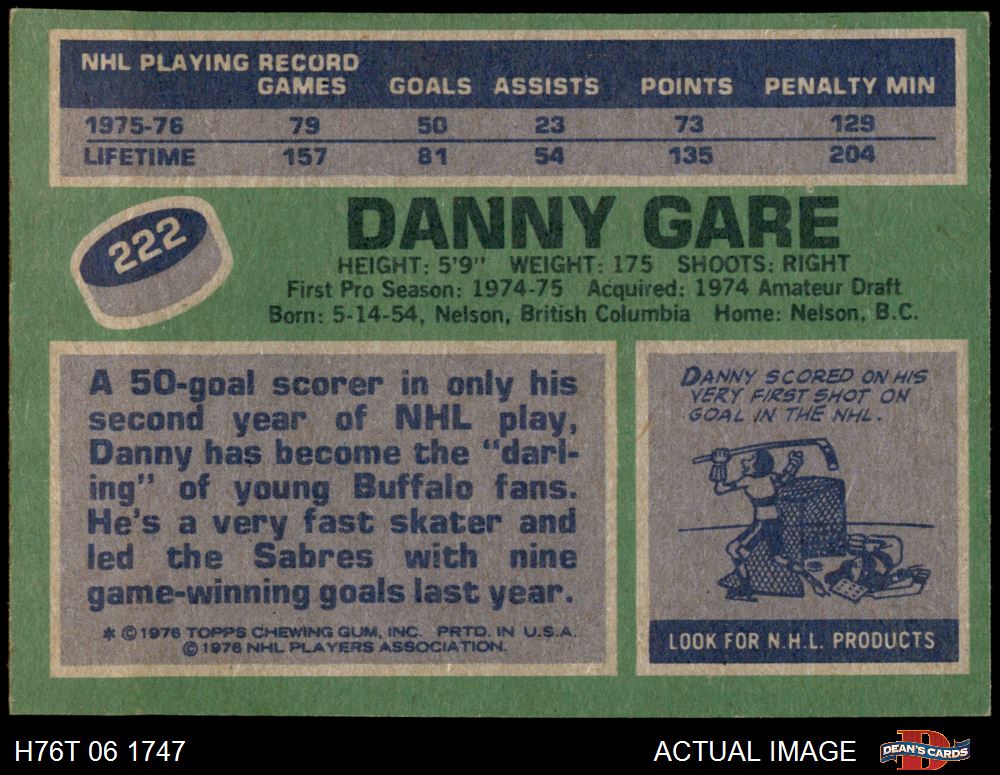 NHL PLAYING RECORD
GAMES GOALS ASSISTS POINTS PENALTY MIN
1975-76 79 50 23 73 129
LIFETIME 157 81 54 135 204
222
DANNY GARE
HEIGHT: 5'9" WEIGHT: 175 SHOOTS: RIGHT
First Pro Season: 1974-75 Acquired: 1974 Amateur Draft
Born: 5-14-54, Nelson, British Columbia Home: Nelson, B.C.
A 50-goal scorer in only his
second year of NHL play,
Danny has become the "darl-
ing" of young Buffalo fans.
He's a very fast skater and
led the Sabres with nine
game-winning goals last year.
* © 1976 TOPPS CHEWING GUM, INC. PRTD. IN U.S.A.
© 1976 NHL PLAYERS ASSOCIATION.
DANNY SCORED ON HIS
VERY FIRST SHOT ON
GOAL IN THE NHL.
LOOK FOR N.H.L. PRODUCTS
H76T 06 1747
ACTUAL IMAGE
D
DEAN'S CARDS